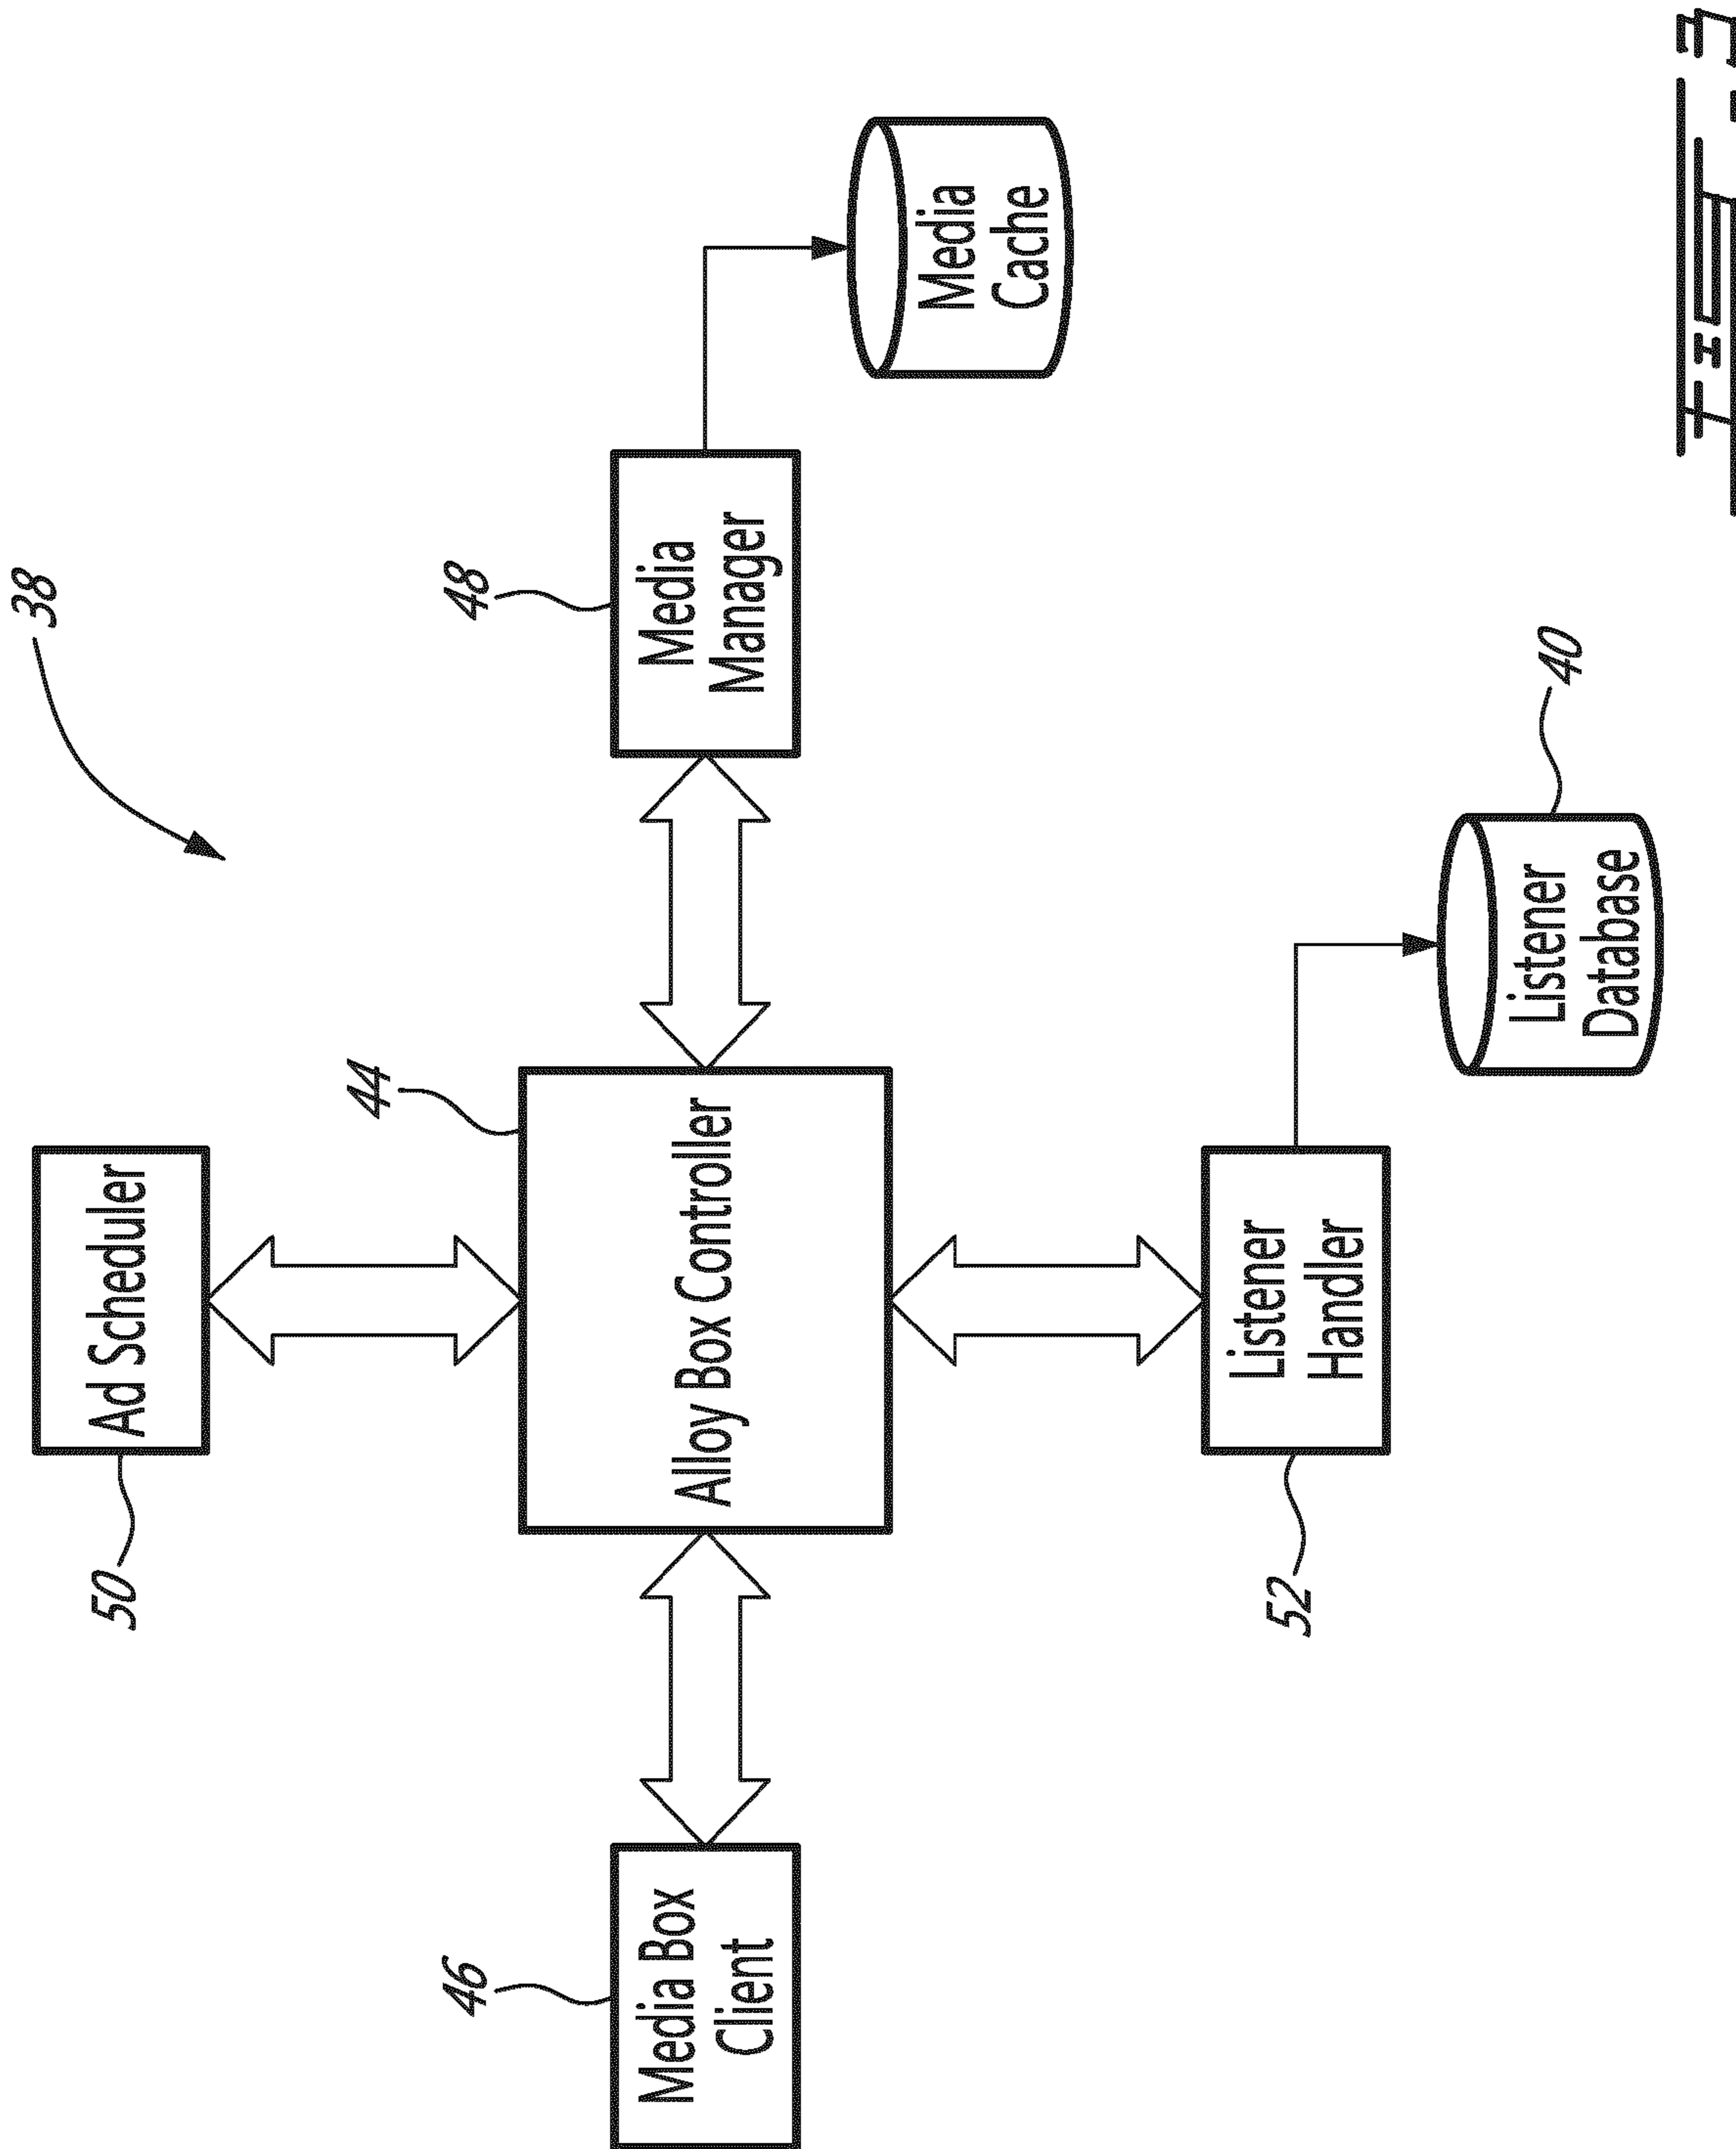 38
50
Ad Scheduler
44
46
48
Media Box
Client
Alloy Box Controller
Media
Manager
Media
Cache
52
Listener
Handler
40
Listener
Database